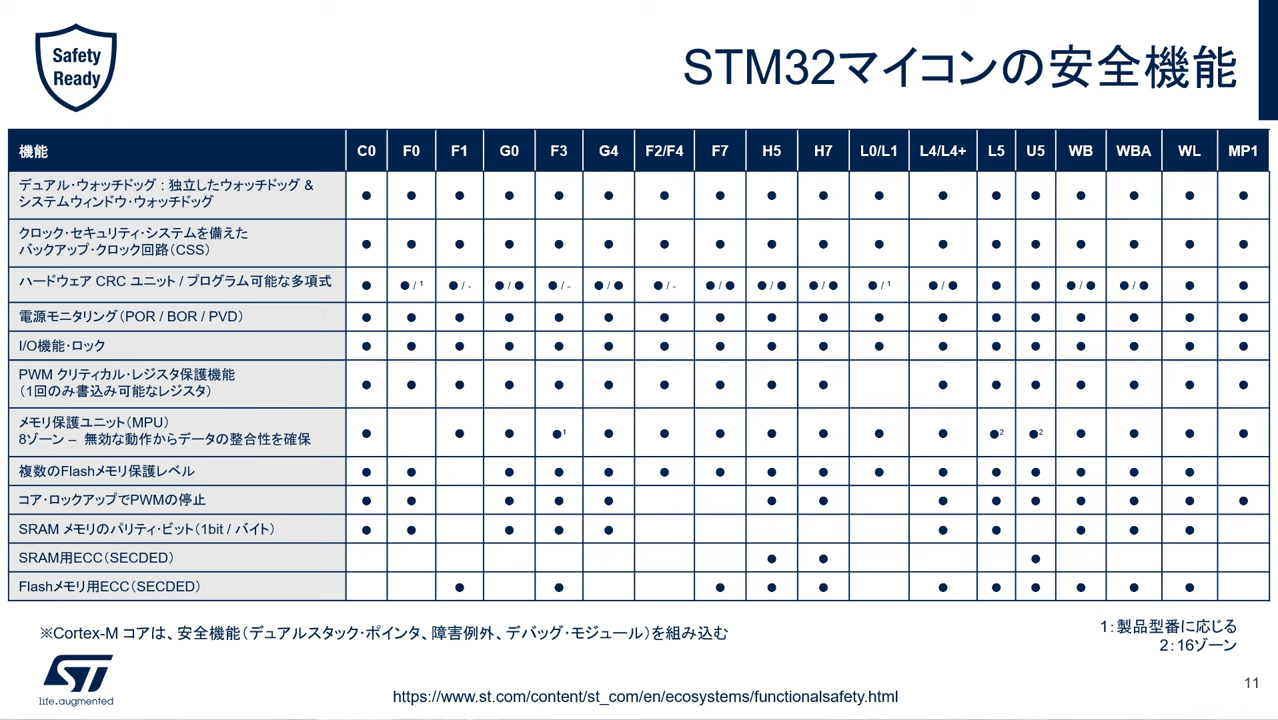 Safety
Ready
STM32マイコンの安全機能
機能 C0 F0 F1 G0 F3 G4 F2/F4 F7 H5 H7 L0/L1 L4/L4+ L5 U5 WB WBA WL MP1
デュアル・ウォッチドッグ : 独立したウォッチドッグ &
システムウィンドウ・ウォッチドッグ ● ● ● ● ● ● ● ● ● ● ● ● ● ● ● ● ● ●
クロック・セキュリティ・システムを備えた
バックアップ・クロック回路（CSS） ● ● ● ● ● ● ● ● ● ● ● ● ● ● ● ● ● ●
ハードウェア CRC ユニット / プログラム可能な多項式 ● ● / 1 ● / - ● / ● ● / - ● / ● ● / - ● / ● ● / ● ● / ● ● / 1 ● / ● ● ● ● / ● ● / ● ● ●
電源モニタリング（POR / BOR / PVD） ● ● ● ● ● ● ● ● ● ● ● ● ● ● ● ● ● ●
I/O機能・ロック ● ● ● ● ● ● ● ● ● ● ● ● ● ● ● ● ● ●
PWM クリティカル・レジスタ保護機能
（1回のみ書込み可能なレジスタ） ● ● ● ● ● ● ● ● ● ● ● ● ● ● ● ● ●
メモリ保護ユニット（MPU）
8ゾーン – 無効な動作からデータの整合性を確保 ● ● ● ●1 ● ● ● ● ● ● ● ●2 ●2 ● ● ● ●
複数のFlashメモリ保護レベル ● ● ● ● ● ● ● ● ● ● ● ● ● ● ● ●
コア・ロックアップでPWMの停止 ● ● ● ● ● ● ● ● ● ● ● ● ● ●
SRAM メモリのパリティ・ビット（1bit / バイト） ● ● ● ● ● ● ● ● ● ●
SRAM用ECC（SECDED） ● ● ●
Flashメモリ用ECC（SECDED） ● ● ● ● ● ● ● ● ● ● ●
※Cortex-M コアは、安全機能（デュアルスタック・ポインタ、障害例外、デバッグ・モジュール）を組み込む
1：製品型番に応じる
2：16ゾーン
ST
life.augmented
https://www.st.com/content/st_com/en/ecosystems/functionalsafety.html
11